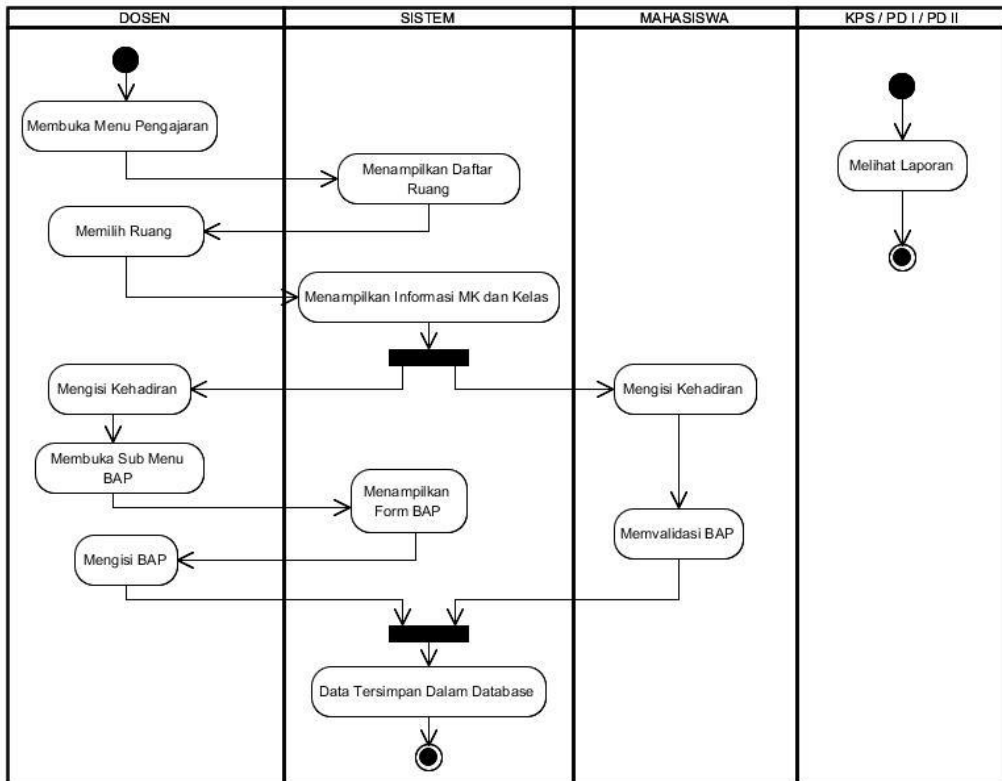 DOSEN
SISTEM
MAHASISWA
KPS / PD I / PD II
Membuka Menu Pengajaran
Menampilkan Daftar
Ruang
Melihat Laporan
Memilih Ruang
Menampilkan Informasi MK dan Kelas
Mengisi Kehadiran
Mengisi Kehadiran
Membuka Sub Menu
BAP
Menampilkan
Form BAP
Memvalidasi BAP
Mengisi BAP
Data Tersimpan Dalam Database